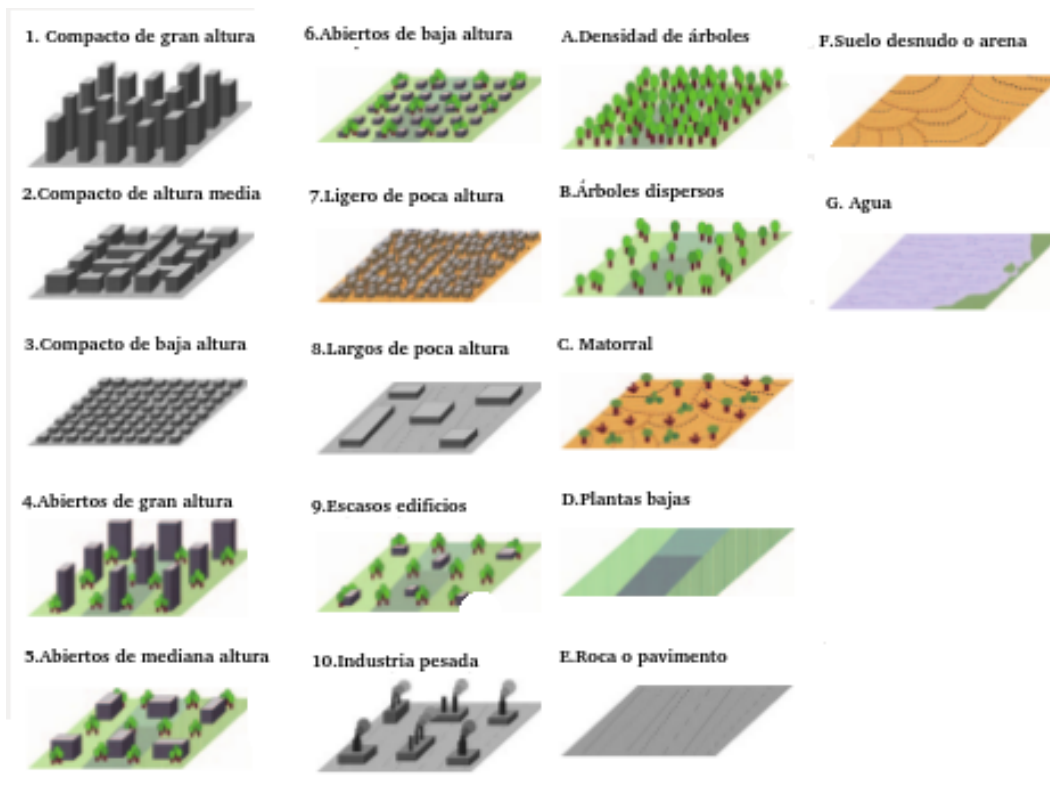 1. Compacto de gran altura
2.Compacto de altura media
3.Compacto de baja altura
4.Abiertos de gran altura
5.Abiertos de mediana altura
6.Abiertos de baja altura
7.Ligero de poca altura
8.Largos de poca altura
9.Escasos edificios
10.Industria pesada
A.Densidad de árboles
B.Árboles dispersos
C. Matorral
D.Plantas bajas
E.Roca o pavimento
F.Suelo desnudo o arena
G. Agua